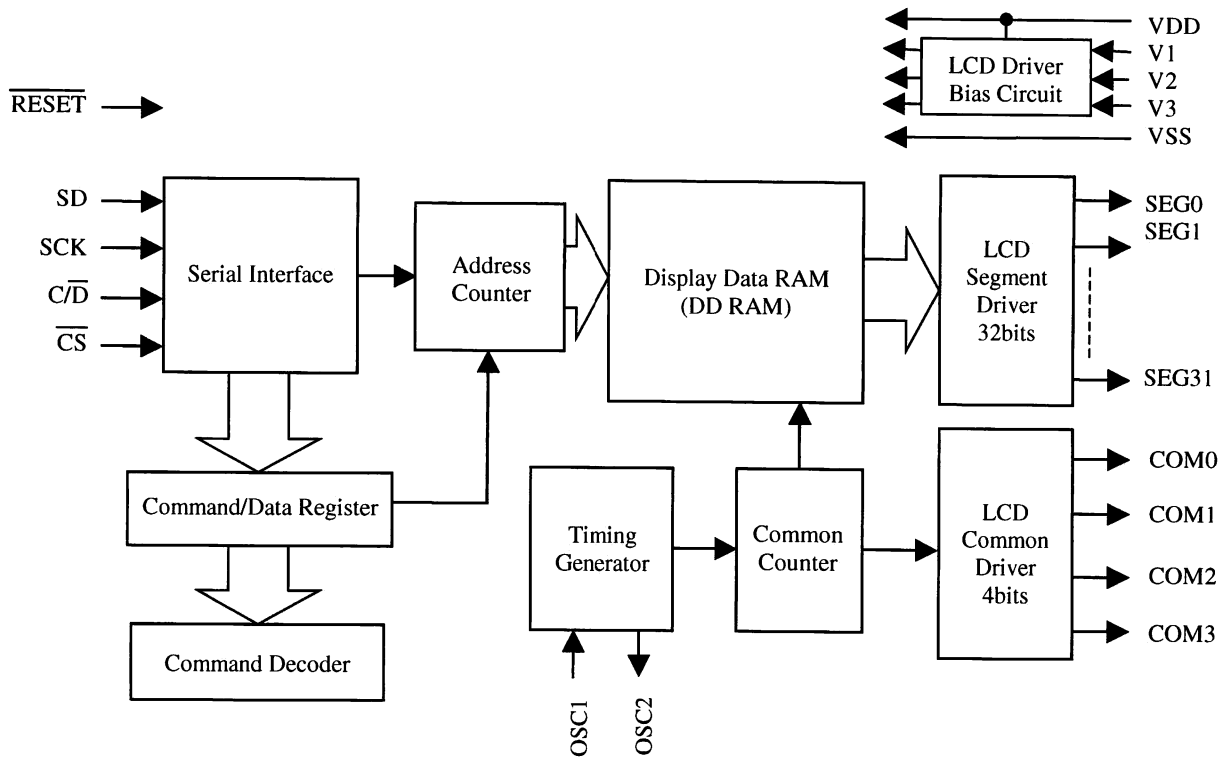 VDD
V1
LCD Driver
Bias Circuit
V2
V3
VSS
R̅E̅S̅E̅T̅
SD
SCK
C/D̅
C̅S̅
Serial Interface
Address
Counter
Display Data RAM
(DD RAM)
LCD
Segment
Driver
32bits
SEG0
SEG1
SEG31
Command/Data Register
Command Decoder
Timing
Generator
Common
Counter
LCD
Common
Driver
4bits
COM0
COM1
COM2
COM3
OSC1
OSC2